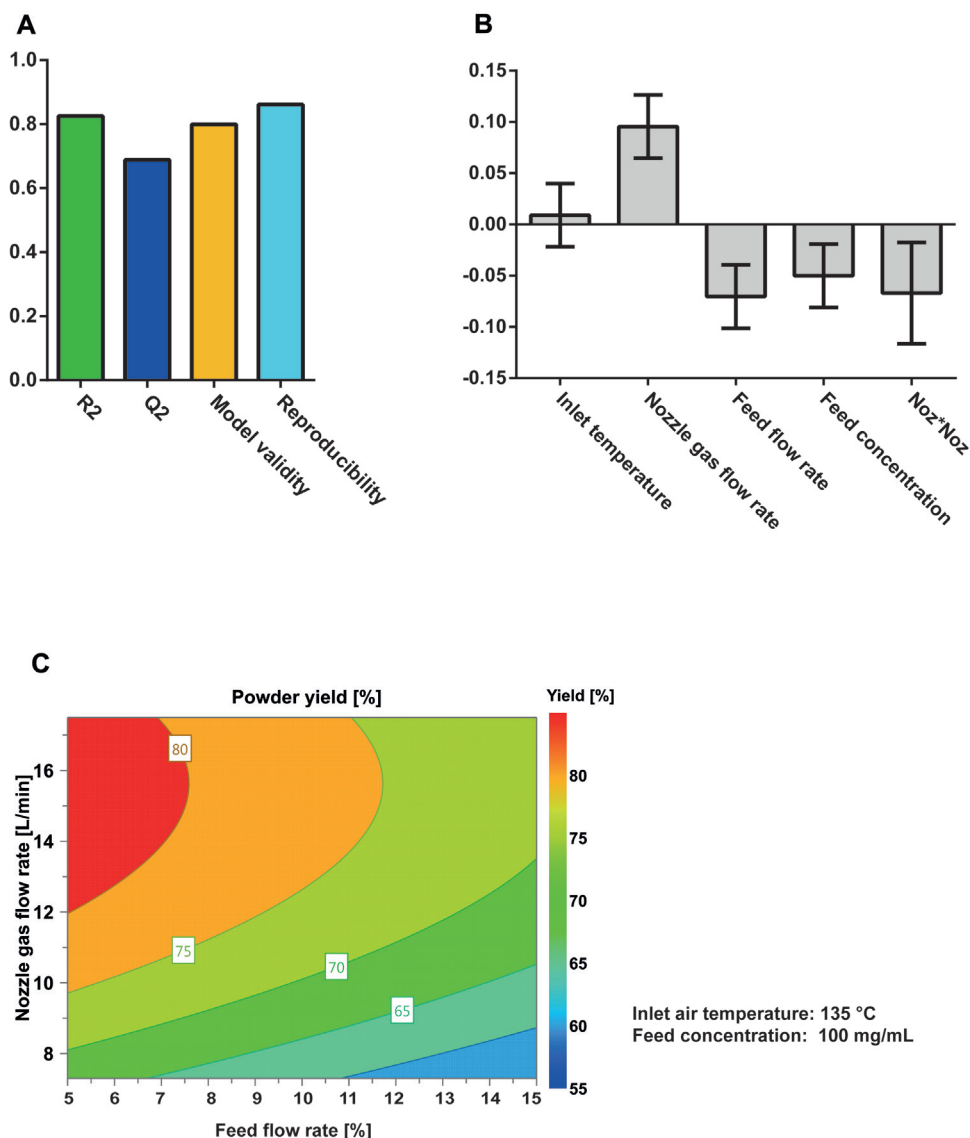 A
1.0
0.8
0.6
0.4
0.2
0.0
R2
Q2
Model validity
Reproducibility
B
0.15
0.10
0.05
0.00
-0.05
-0.10
-0.15
Inlet temperature
Nozzle gas flow rate
Feed flow rate
Feed concentration
Noz*Noz
C
Powder yield [%]
Nozzle gas flow rate [L/min]
16
14
12
10
8
80
75
70
65
5 6 7 8 9 10 11 12 13 14 15
Feed flow rate [%]
Yield [%]
80
75
70
65
60
55
Inlet air temperature: 135 °C
Feed concentration: 100 mg/mL